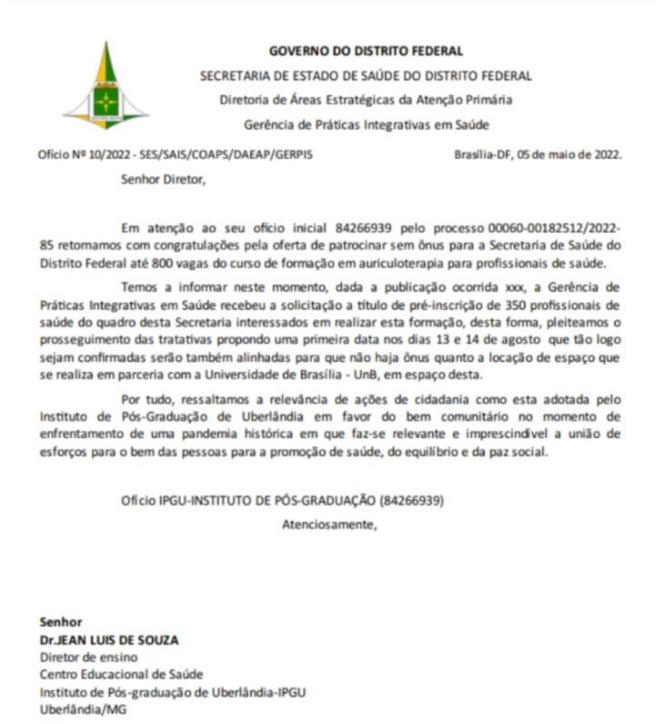 GOVERNO DO DISTRITO FEDERAL
SECRETARIA DE ESTADO DE SAÚDE DO DISTRITO FEDERAL
Diretoria de Áreas Estratégicas da Atenção Primária
Gerência de Práticas Integrativas em Saúde
Ofício Nº 10/2022 - SES/SAIS/COAPS/DAEAP/GERPIS Brasília-DF, 05 de maio de 2022.
Senhor Diretor,
Em atenção ao seu ofício inicial 84266939 pelo processo 00060-00182512/2022-
85 retomamos com congratulações pela oferta de patrocinar sem ônus para a Secretaria de Saúde do
Distrito Federal até 800 vagas do curso de formação em auriculoterapia para profissionais de saúde.
Temos a informar neste momento, dada a publicação ocorrida xxx, a Gerência de
Práticas Integrativas em Saúde recebeu a solicitação a título de pré-inscrição de 350 profissionais de
saúde do quadro desta Secretaria interessados em realizar esta formação, desta forma, pleiteamos o
prosseguimento das tratativas propondo uma primeira data nos dias 13 e 14 de agosto que tão logo
sejam confirmadas serão também alinhadas para que não haja ônus quanto a locação de espaço que
se realiza em parceria com a Universidade de Brasília - UnB, em espaço desta.
Por tudo, ressaltamos a relevância de ações de cidadania como esta adotada pelo
Instituto de Pós-Graduação de Uberlândia em favor do bem comunitário no momento de
enfrentamento de uma pandemia histórica em que faz-se relevante e imprescindível a união de
esforços para o bem das pessoas para a promoção de saúde, do equilíbrio e da paz social.
Ofício IPGU-INSTITUTO DE PÓS-GRADUAÇÃO (84266939)
Atenciosamente,
Senhor
Dr.JEAN LUIS DE SOUZA
Diretor de ensino
Centro Educacional de Saúde
Instituto de Pós-graduação de Uberlândia-IPGU
Uberlândia/MG